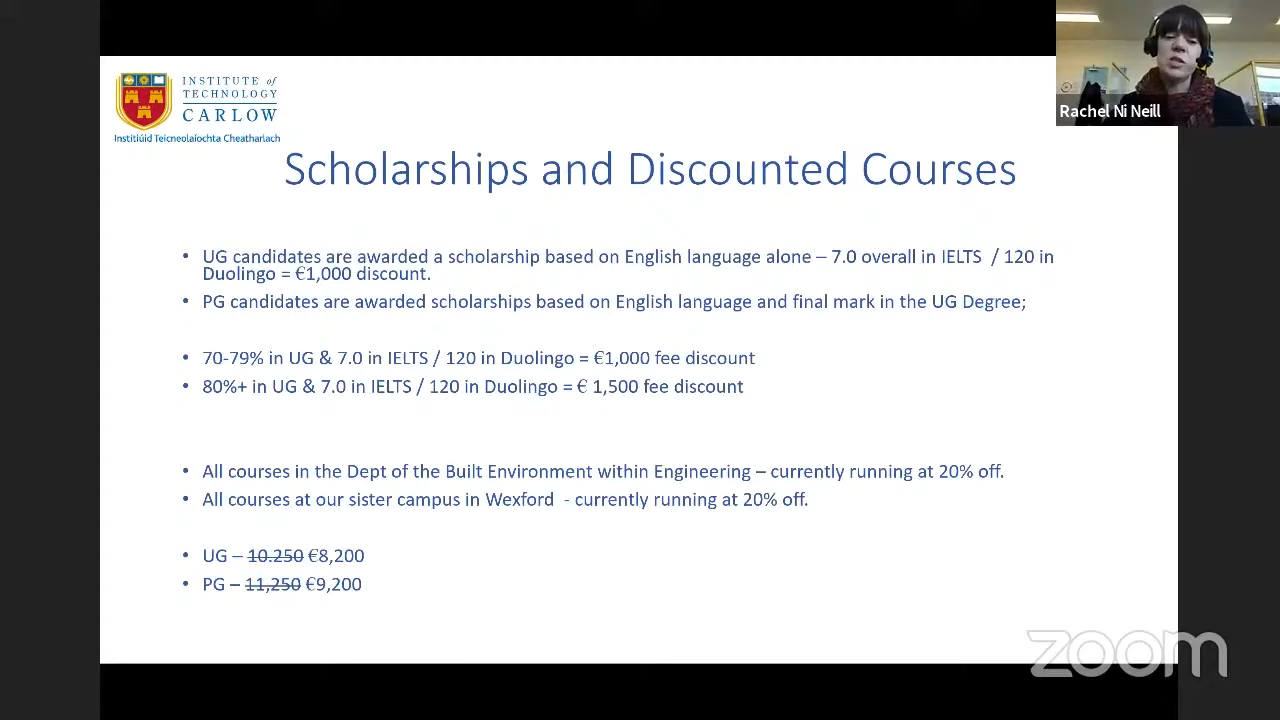 INSTITUTE of
TECHNOLOGY
CARLOW
Institiúid Teicneolaíochta Cheatharlach
Rachel Ni Neill
Scholarships and Discounted Courses
• UG candidates are awarded a scholarship based on English language alone – 7.0 overall in IELTS / 120 in
Duolingo = €1,000 discount.
• PG candidates are awarded scholarships based on English language and final mark in the UG Degree;
• 70-79% in UG & 7.0 in IELTS / 120 in Duolingo = €1,000 fee discount
• 80%+ in UG & 7.0 in IELTS / 120 in Duolingo = € 1,500 fee discount
• All courses in the Dept of the Built Environment within Engineering – currently running at 20% off.
• All courses at our sister campus in Wexford - currently running at 20% off.
• UG – 10.250 €8,200
• PG – 11,250 €9,200
zoom